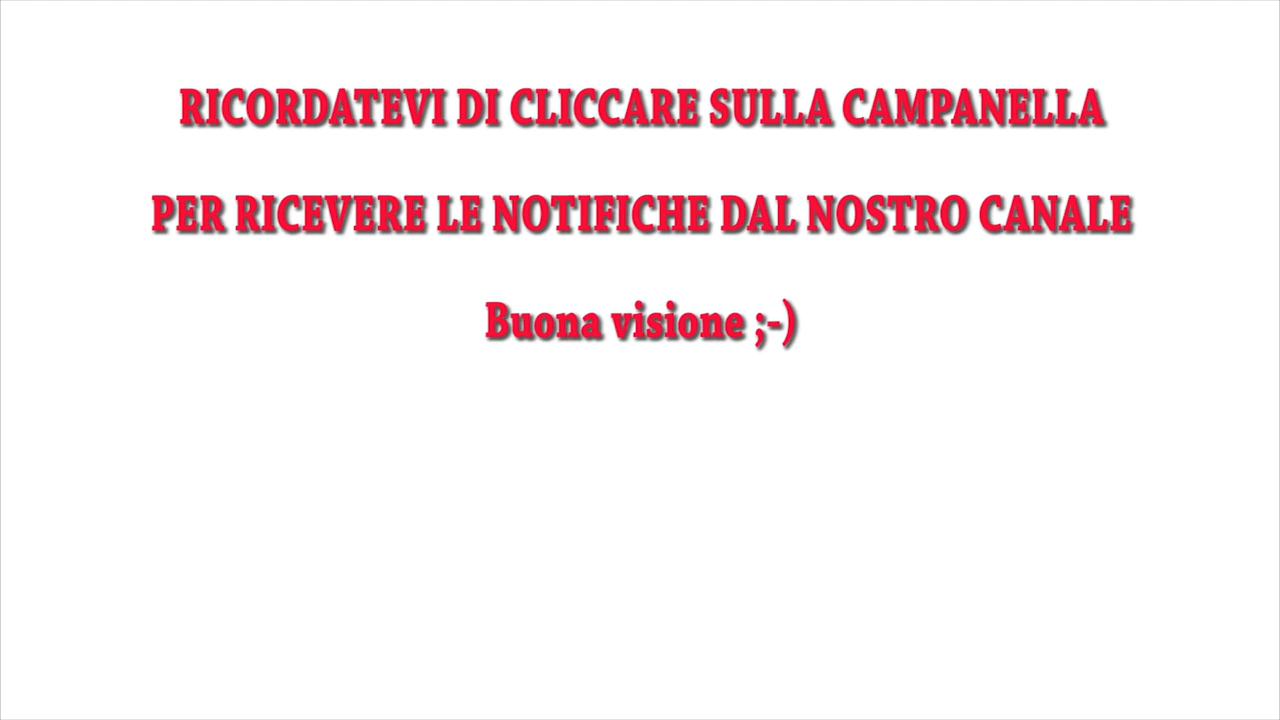 RICORDATEVI DI CLICCARE SULLA CAMPANELLA
PER RICEVERE LE NOTIFICHE DAL NOSTRO CANALE
Buona visione ;-)